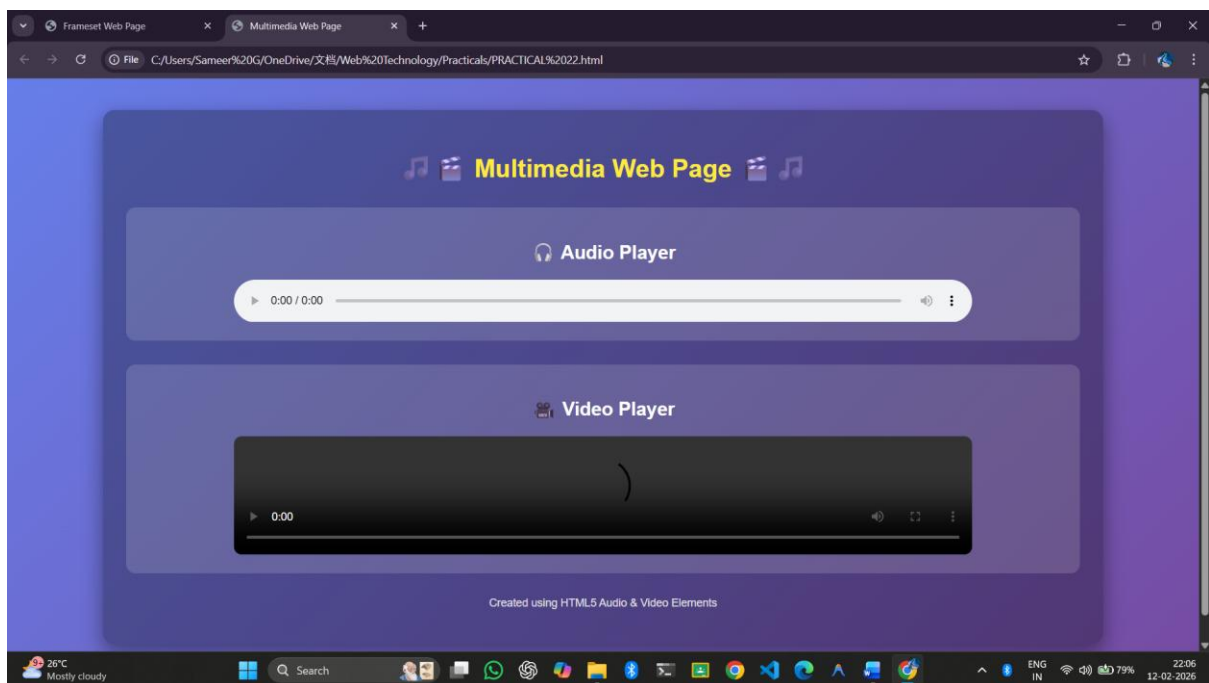 Frameset Web Page
Multimedia Web Page
File C:/Users/Sameer%20G/OneDrive/文档/Web%20Technology/Practicals/PRACTICAL%2022.html
Multimedia Web Page
Audio Player
0:00 / 0:00
Video Player
0:00
Created using HTML5 Audio & Video Elements
9+
26°C
Mostly cloudy
Search
ENG
IN
79%
22:06
12-02-2026